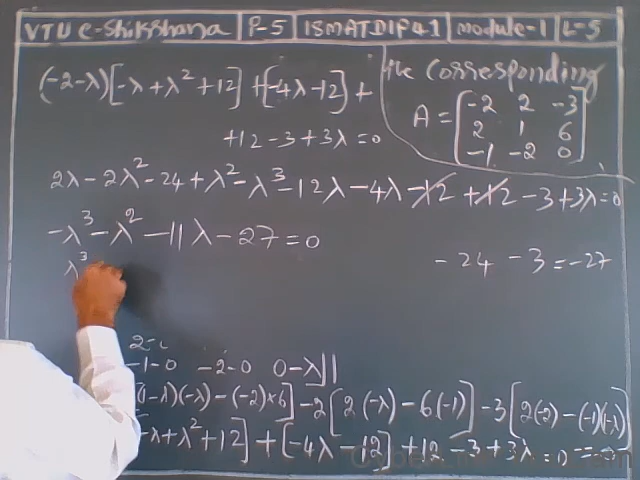 VTU e-Shikshana | P-5 | 18MATDIP41 | Module-1 | L-5
(-2-λ)[-λ+λ²+12] +[-4λ-12] +
+12-3+3λ=0
the Corresponding
A = [-2 2 -3
2 1 6
-1 -2 0]
2λ-2λ²-24+λ²-λ³-12λ-4λ-12 +12-3+3λ=0
-λ³-λ²-11λ-27=0
-24-3=-27
λ³
-1-0 -2-0 0-λ]|
(1-λ)(-λ)-(-2)×6]-2[2(-λ)-6(-1)]-3[2(-2)-(-1)(1-λ)
-λ+λ²+12]+[-4λ-12]+12-3+3λ=0